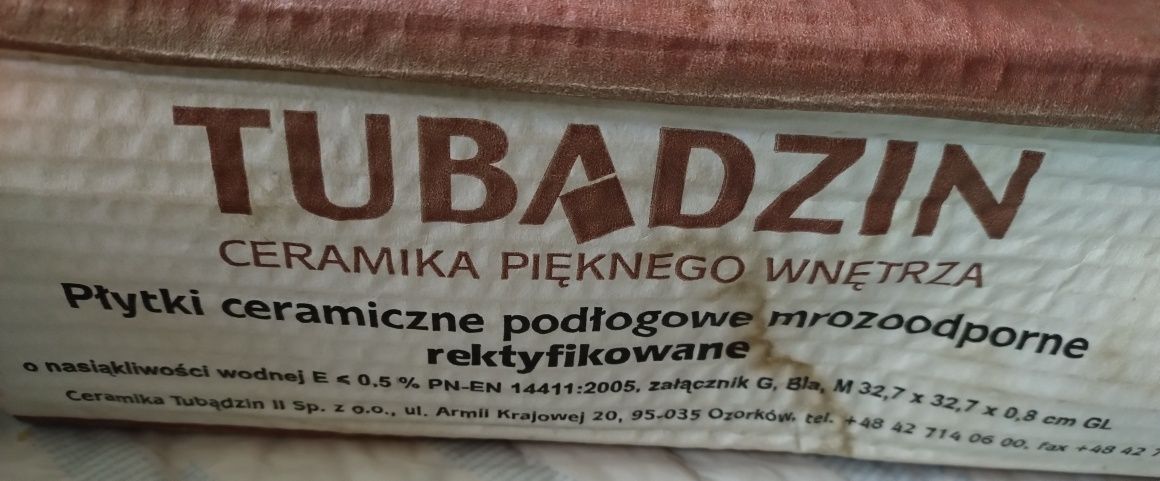 TUBĄDZIN
CERAMIKA PIĘKNEGO WNĘTRZA
Płytki ceramiczne podłogowe mrozoodporne
rektyfikowane
o nasiąkliwości wodnej E ≤ 0,5 % PN-EN 14411:2005, załącznik G, BIa, M 32,7 x 32,7 x 0,8 cm GL
Ceramika Tubądzin II Sp. z o.o., ul. Armii Krajowej 20, 95-035 Ozorków, tel. +48 42 714 06 00, fax +48 42 7